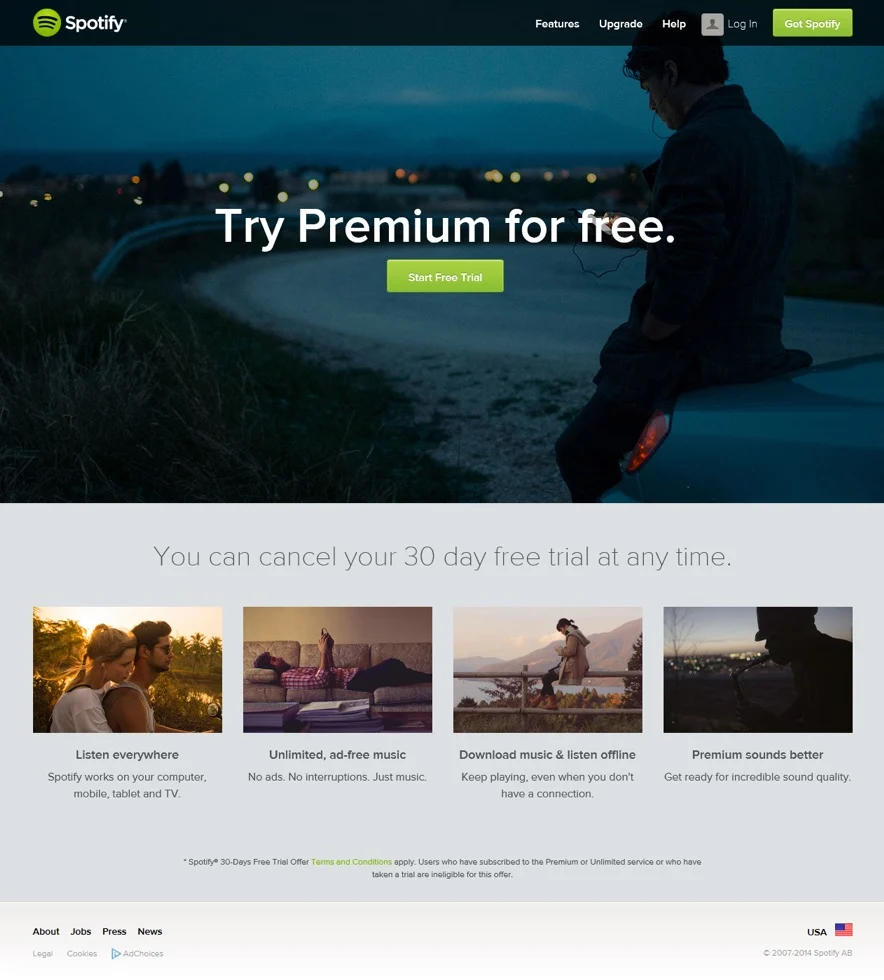 Spotify®
Features Upgrade Help Log In Get Spotify
Try Premium for free.
Start Free Trial
You can cancel your 30 day free trial at any time.
Listen everywhere
Spotify works on your computer,
mobile, tablet and TV.
Unlimited, ad-free music
No ads. No interruptions. Just music.
Download music & listen offline
Keep playing, even when you don't
have a connection.
Premium sounds better
Get ready for incredible sound quality.
* Spotify® 30-Days Free Trial Offer Terms and Conditions apply. Users who have subscribed to the Premium or Unlimited service or who have
taken a trial are ineligible for this offer.
About Jobs Press News
USA
Legal Cookies AdChoices
© 2007-2014 Spotify AB